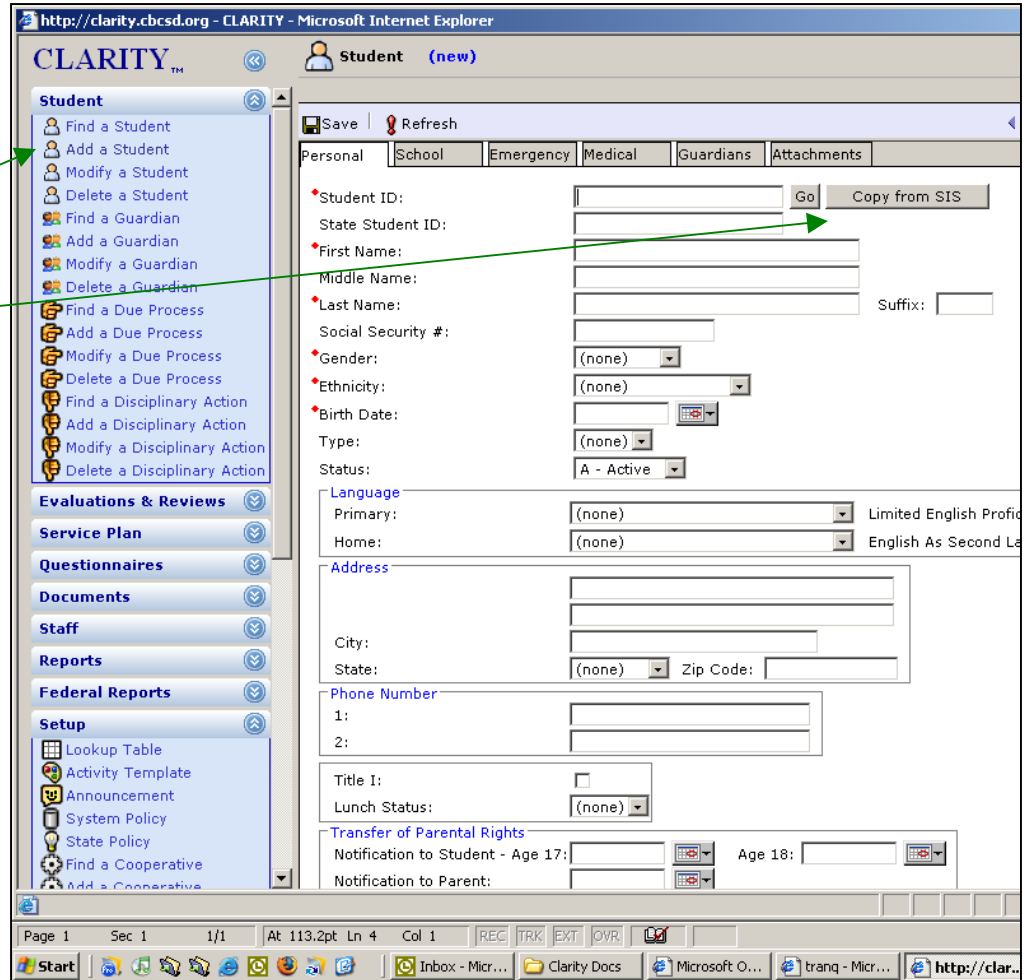 http://clarity.cbcsd.org - CLARITY - Microsoft Internet Explorer
CLARITY™
Student (new)
Student
Find a Student
Add a Student
Modify a Student
Delete a Student
Find a Guardian
Add a Guardian
Modify a Guardian
Delete a Guardian
Find a Due Process
Add a Due Process
Modify a Due Process
Delete a Due Process
Find a Disciplinary Action
Add a Disciplinary Action
Modify a Disciplinary Action
Delete a Disciplinary Action
Evaluations & Reviews
Service Plan
Questionnaires
Documents
Staff
Reports
Federal Reports
Setup
Lookup Table
Activity Template
Announcement
System Policy
State Policy
Find a Cooperative
Add a Cooperative
Save Refresh
Personal School Emergency Medical Guardians Attachments
*Student ID: Go Copy from SIS
State Student ID:
*First Name:
Middle Name:
*Last Name: Suffix:
Social Security #:
*Gender: (none)
*Ethnicity: (none)
*Birth Date:
Type: (none)
Status: A - Active
Language
Primary: (none) Limited English Profic
Home: (none) English As Second La
Address
City:
State: (none) Zip Code:
Phone Number
1:
2:
Title I:
Lunch Status: (none)
Transfer of Parental Rights
Notification to Student - Age 17: Age 18:
Notification to Parent:
Page 1 Sec 1 1/1 At 113.2pt Ln 4 Col 1 REC TRK EXT OVR
Start Inbox - Micr... Clarity Docs Microsoft O... tranq - Micr... http://clar...